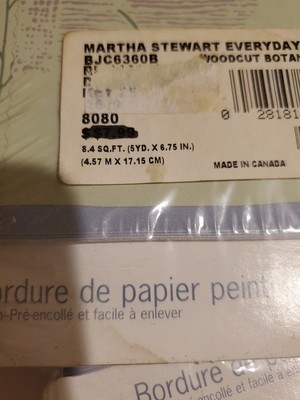 MARTHA STEWART EVERYDAY
BJC6360B WOODCUT BOTAN
8080
0 28181
8.4 SQ.FT. (5YD. X 6.75 IN.)
(4.57 M X 17.15 CM)
MADE IN CANADA
ordure de papier peint
n-Pré-encollé et facile à enlever
Bordure de p